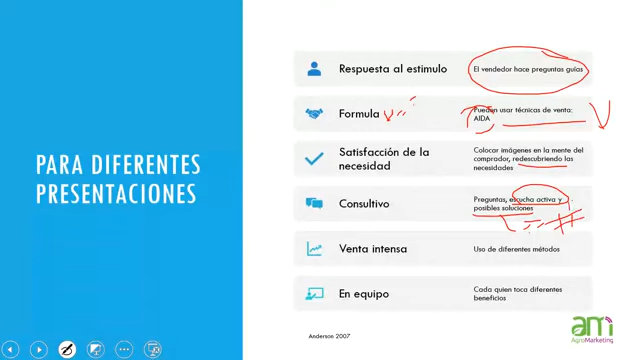 PARA DIFERENTES
PRESENTACIONES
Respuesta al estimulo
El vendedor hace preguntas guías
Formula
Pueden usar técnicas de venta:
AIDA
Satisfacción de la
necesidad
Colocar imágenes en la mente del
comprador, redescubriendo las
necesidades
Consultivo
Preguntas, escucha activa y
posibles soluciones
Venta intensa
Uso de diferentes métodos
En equipo
Cada quien toca diferentes
beneficios
Anderson 2007
am
AgroMarketing